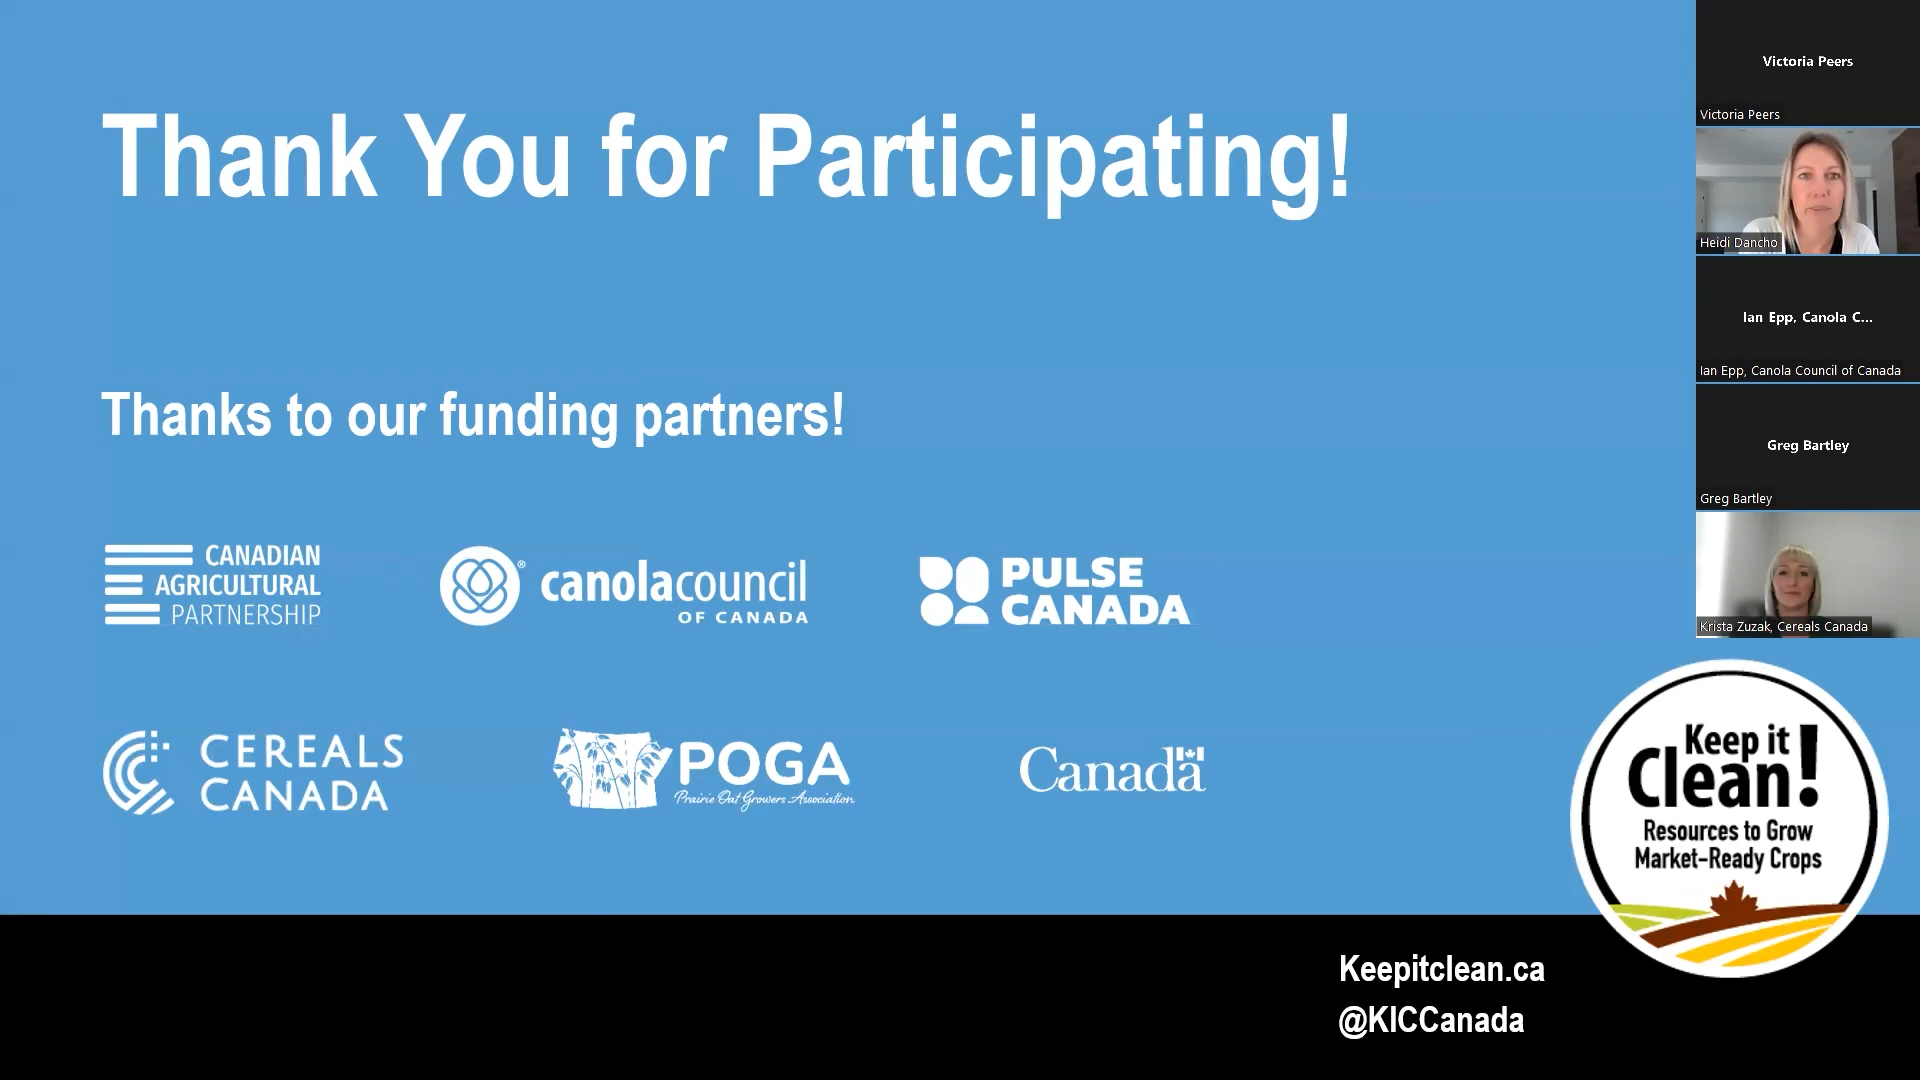 Thank You for Participating!
Thanks to our funding partners!
CANADIAN
AGRICULTURAL
PARTNERSHIP
canolacouncil
OF CANADA
®
PULSE
CANADA
CEREALS
CANADA
POGA
Prairie Oat Growers Association
Canada
Victoria Peers
Victoria Peers
Heidi Dancho
Ian Epp, Canola C...
Ian Epp, Canola Council of Canada
Greg Bartley
Greg Bartley
Krista Zuzak, Cereals Canada
Keep it
Clean!
Resources to Grow
Market-Ready Crops
Keepitclean.ca
@KICCanada